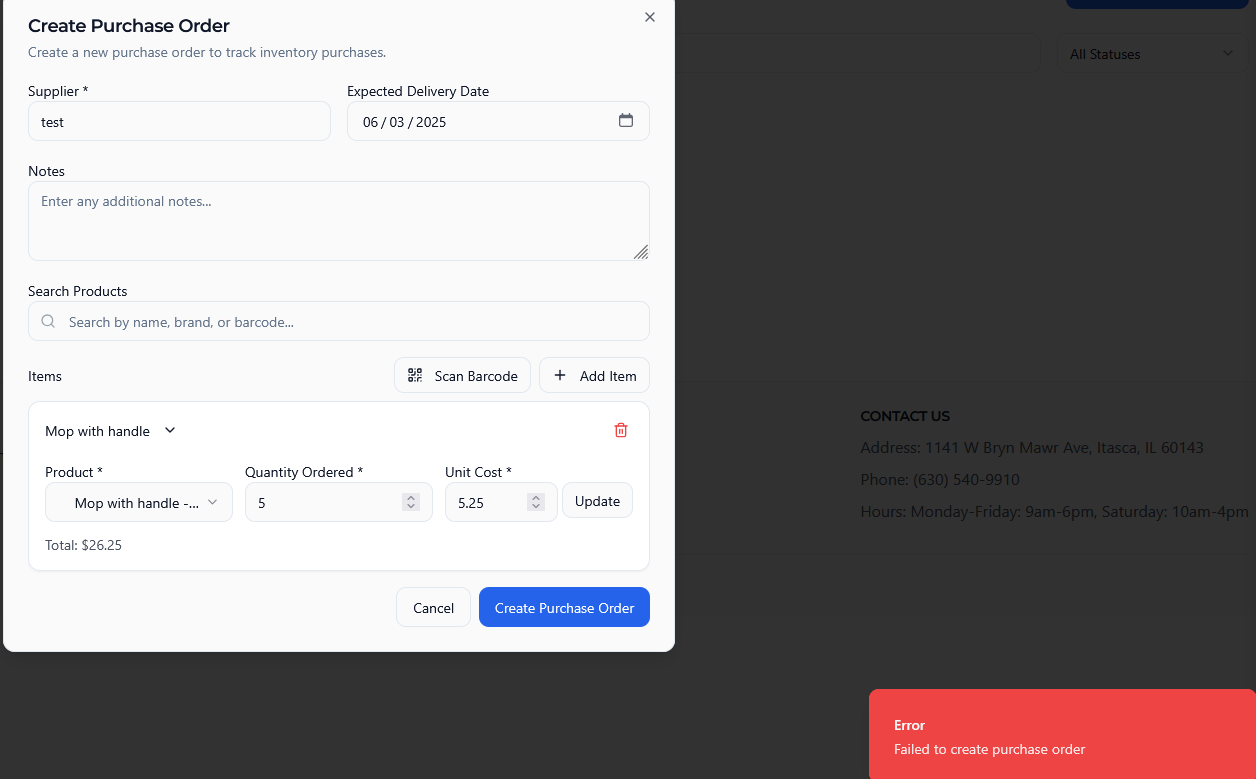 Create Purchase Order
Create a new purchase order to track inventory purchases.
Supplier *
Expected Delivery Date
test
06 / 03 / 2025
Notes
Enter any additional notes...
Search Products
Search by name, brand, or barcode...
Items
Scan Barcode
Add Item
Mop with handle
Product *
Quantity Ordered *
Unit Cost *
Mop with handle -...
5
5.25
Update
Total: $26.25
Cancel
Create Purchase Order
All Statuses
CONTACT US
Address: 1141 W Bryn Mawr Ave, Itasca, IL 60143
Phone: (630) 540-9910
Hours: Monday-Friday: 9am-6pm, Saturday: 10am-4pm
Error
Failed to create purchase order